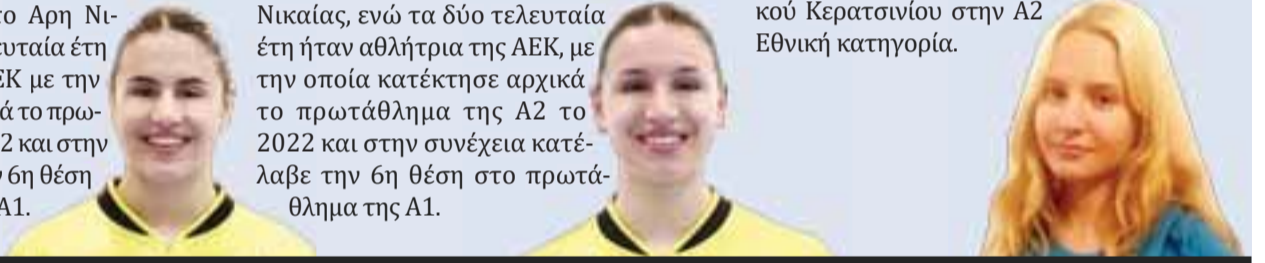 το Αρη Νι-
έτη
με την
το πρω-
2 και στην
6η θέση
Α1.
Νικαίας, ενώ τα δύο τελευταία
έτη ήταν αθλήτρια της ΑΕΚ, με
την οποία κατέκτησε αρχικά
το πρωτάθλημα της Α2 το
2022 και στην συνέχεια κατέ-
λαβε την 6η θέση στο πρωτά-
θλημα της Α1.
κού Κερατσινίου στην Α2
Εθνική κατηγορία.